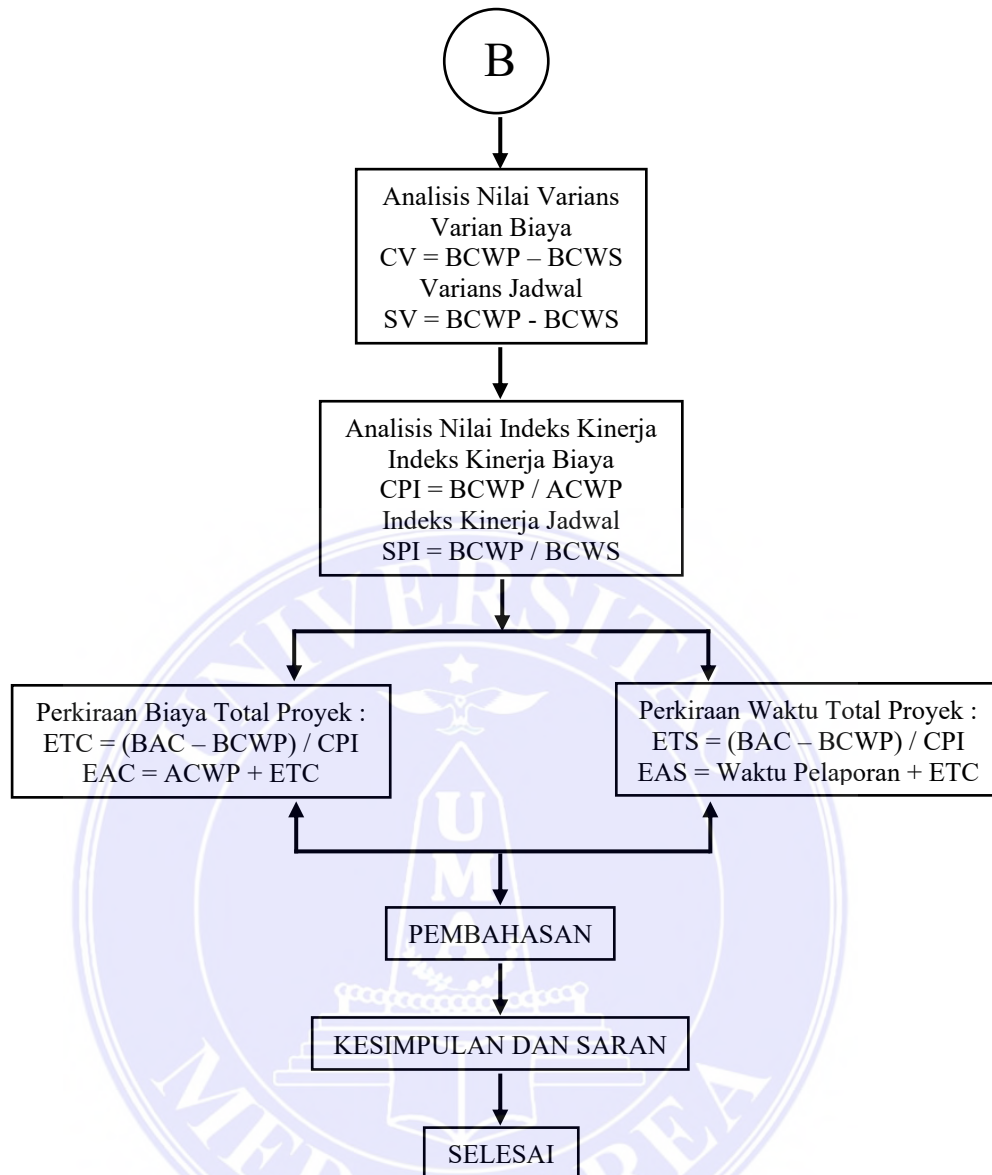 B
Analisis Nilai Varians
Varian Biaya
CV = BCWP – BCWS
Varians Jadwal
SV = BCWP - BCWS
Analisis Nilai Indeks Kinerja
Indeks Kinerja Biaya
CPI = BCWP / ACWP
Indeks Kinerja Jadwal
SPI = BCWP / BCWS
UNIVERSITAS
Perkiraan Biaya Total Proyek :
ETC = (BAC – BCWP) / CPI
EAC = ACWP + ETC
Perkiraan Waktu Total Proyek :
ETS = (BAC – BCWP) / CPI
EAS = Waktu Pelaporan + ETC
U
M
A
PEMBAHASAN
KESIMPULAN DAN SARAN
SELESAI